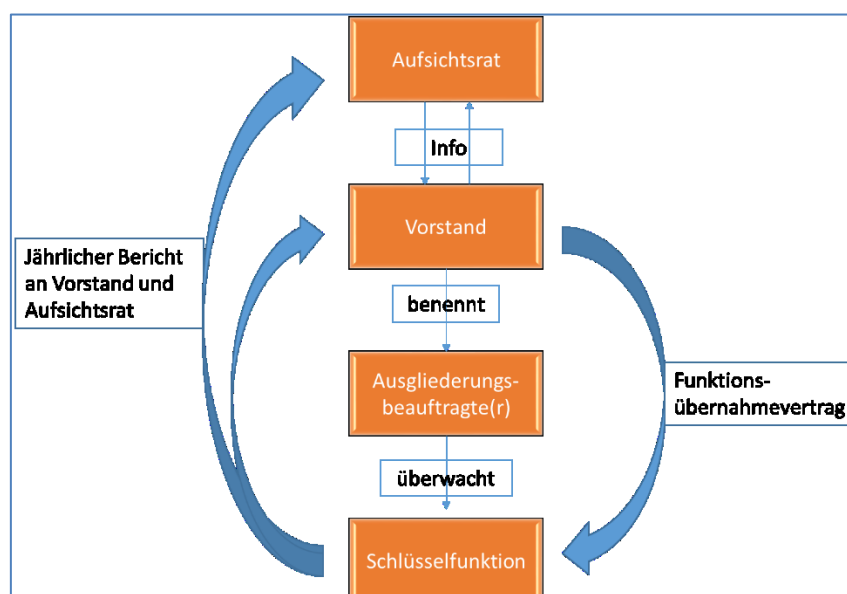 Aufsichtsrat
Info
Vorstand
Jährlicher Bericht
an Vorstand und
Aufsichtsrat
benennt
Ausgliederungs-
beauftragte(r)
Funktions-
übernahmevertrag
überwacht
Schlüsselfunktion